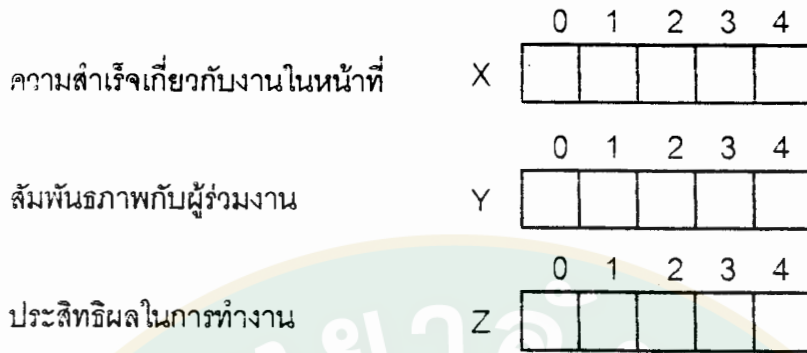 0 1 2 3 4
ความสำเร็จเกี่ยวกับงานในหน้าที่ X
0 1 2 3 4
สัมพันธภาพกับผู้ร่วมงาน Y
0 1 2 3 4
ประสิทธิผลในการทำงาน Z